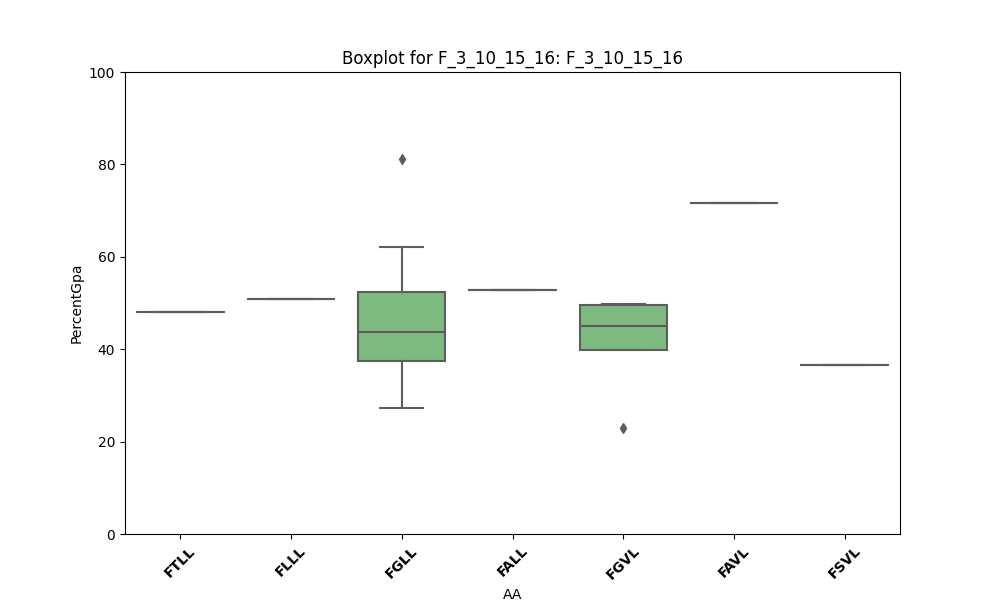 Boxplot for F_3_10_15_16: F_3_10_15_16
100
80
60
40
20
0
PercentGpa
FTLL
FLLL
FGLL
FALL
FGVL
FAVL
FSVL
AA